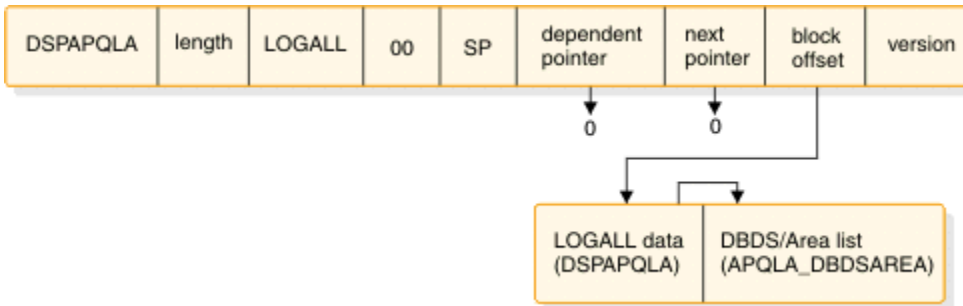 DSPAPQLA
length
LOGALL
00
SP
dependent
pointer
next
pointer
block
offset
version
0
0
LOGALL data
(DSPAPQLA)
DBDS/Area list
(APQLA_DBDSAREA)